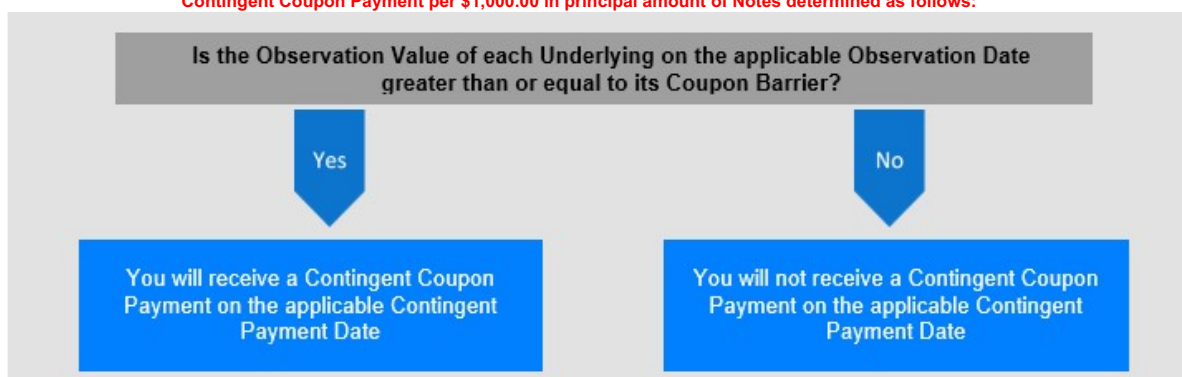 Contingent Coupon Payment per $1,000.00 in principal amount of Notes determined as follows:
Is the Observation Value of each Underlying on the applicable Observation Date
greater than or equal to its Coupon Barrier?
Yes
No
You will receive a Contingent Coupon
Payment on the applicable Contingent
Payment Date
You will not receive a Contingent Coupon
Payment on the applicable Contingent
Payment Date